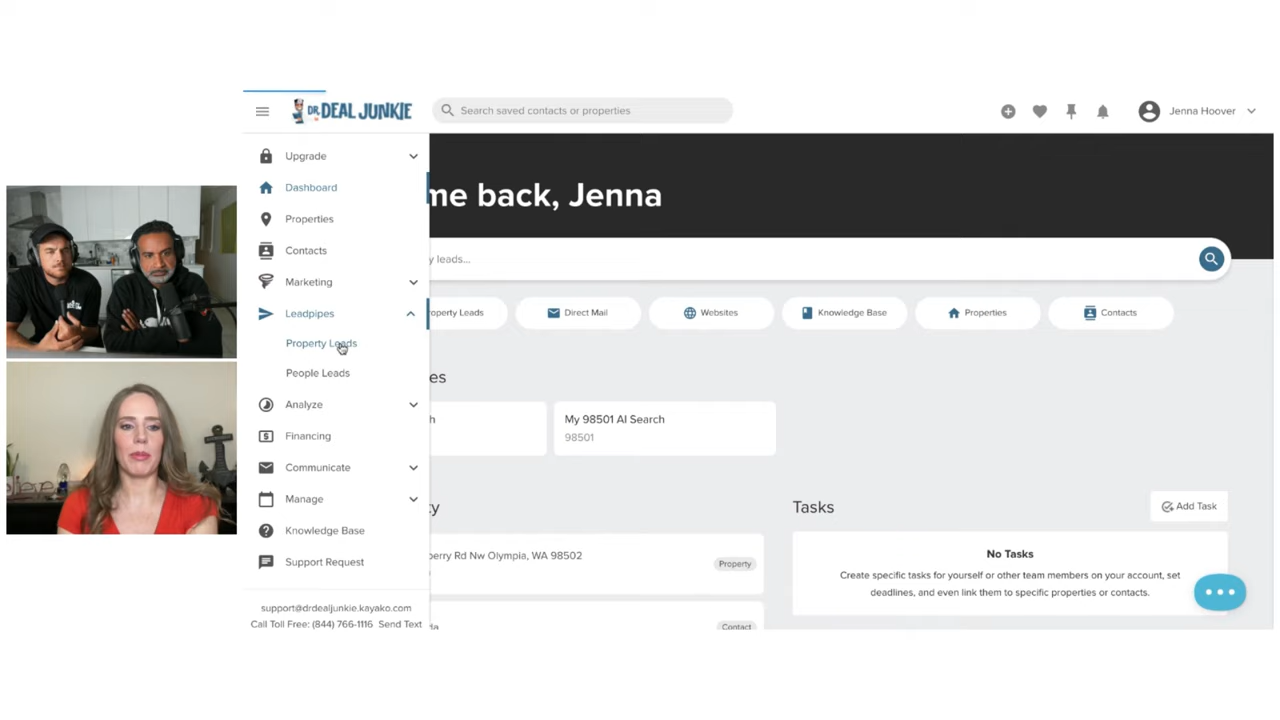 DR. DEAL JUNKIE
Search saved contacts or properties
Jenna Hoover
Upgrade
Dashboard
Properties
Contacts
Marketing
Leadpipes
Property Leads
People Leads
Analyze
Financing
Communicate
Manage
Knowledge Base
Support Request
support@drdealjunkie.kayako.com
Call Toll Free: (844) 766-1116 Send Text
me back, Jenna
y leads...
operty Leads
Direct Mail
Websites
Knowledge Base
Properties
Contacts
es
h
My 98501 AI Search
98501
ty
Tasks
Add Task
berry Rd Nw Olympia, WA 98502
Property
No Tasks
Create specific tasks for yourself or other team members on your account, set
deadlines, and even link them to specific properties or contacts.
Contact